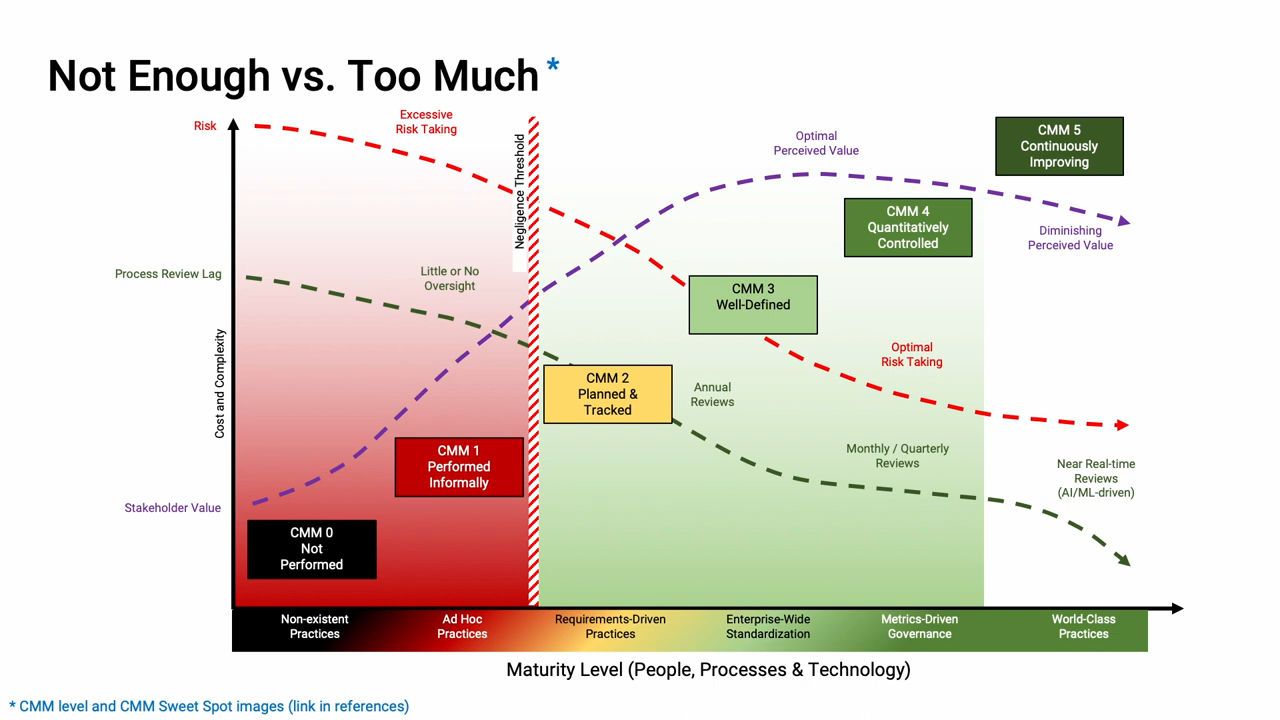 Not Enough vs. Too Much *
Risk
Excessive
Risk Taking
Negligence Threshold
Optimal
Perceived Value
CMM 5
Continuously
Improving
CMM 4
Quantitatively
Controlled
Diminishing
Perceived Value
Process Review Lag
Little or No
Oversight
CMM 3
Well-Defined
Cost and Complexity
Optimal
Risk Taking
CMM 2
Planned &
Tracked
Annual
Reviews
CMM 1
Performed
Informally
Monthly / Quarterly
Reviews
Near Real-time
Reviews
(AI/ML-driven)
Stakeholder Value
CMM 0
Not
Performed
Non-existent
Practices
Ad Hoc
Practices
Requirements-Driven
Practices
Enterprise-Wide
Standardization
Metrics-Driven
Governance
World-Class
Practices
Maturity Level (People, Processes & Technology)
* CMM level and CMM Sweet Spot images (link in references)